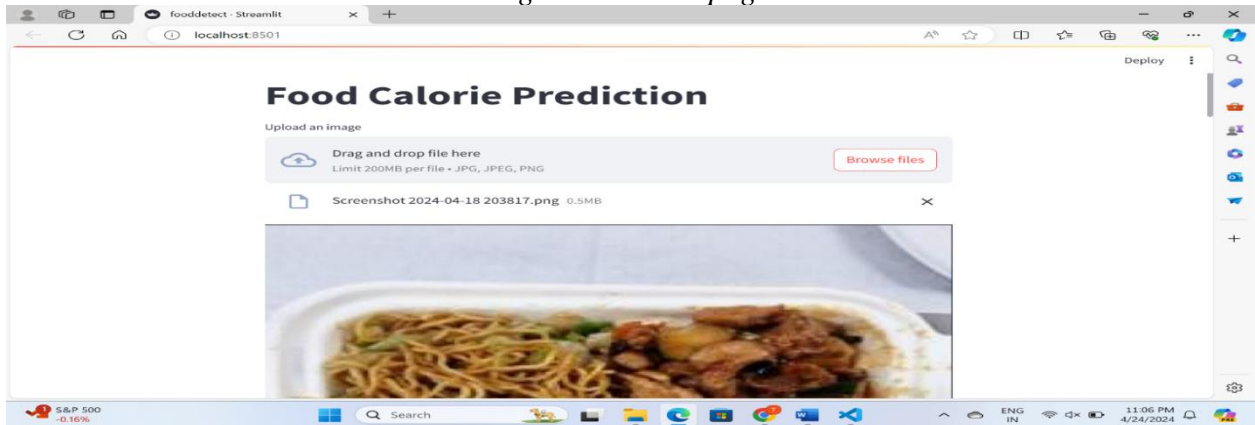 fooddetect · Streamlit
localhost:8501
Deploy
Food Calorie Prediction
Upload an image
Drag and drop file here
Limit 200MB per file • JPG, JPEG, PNG
Browse files
Screenshot 2024-04-18 203817.png 0.5MB
S&P 500
-0.16%
Search
ENG
IN
11:06 PM
4/24/2024